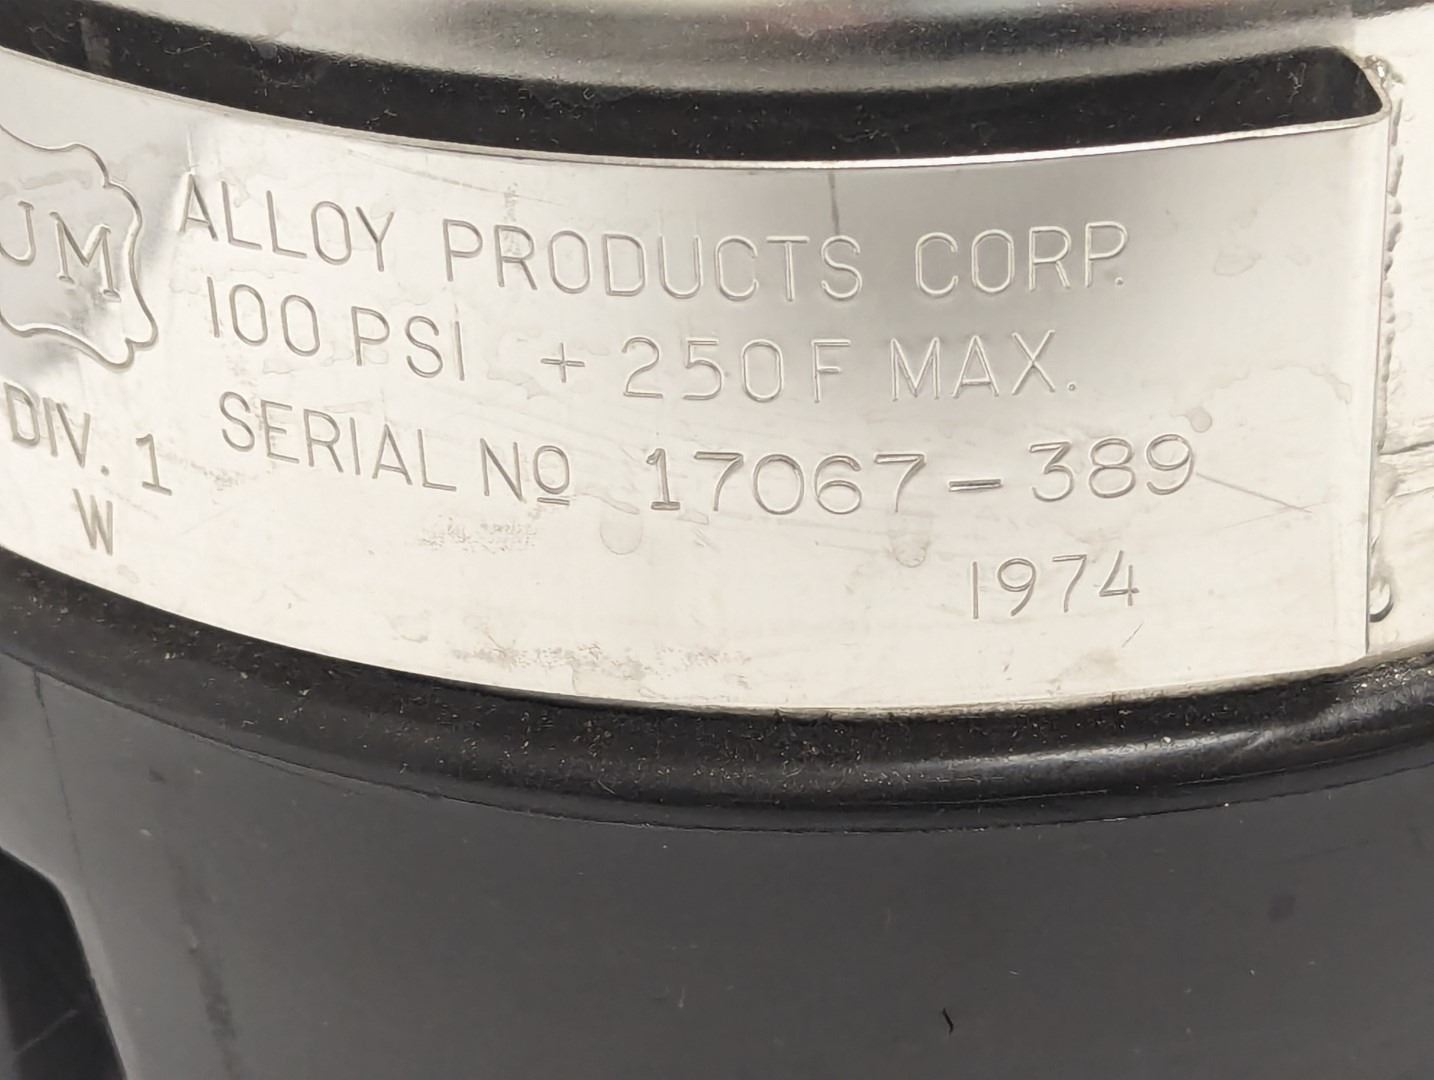 UM
ALLOY PRODUCTS CORP.
100 PSI + 250F MAX.
DIV. 1
SERIAL No 17067-389
W
1974